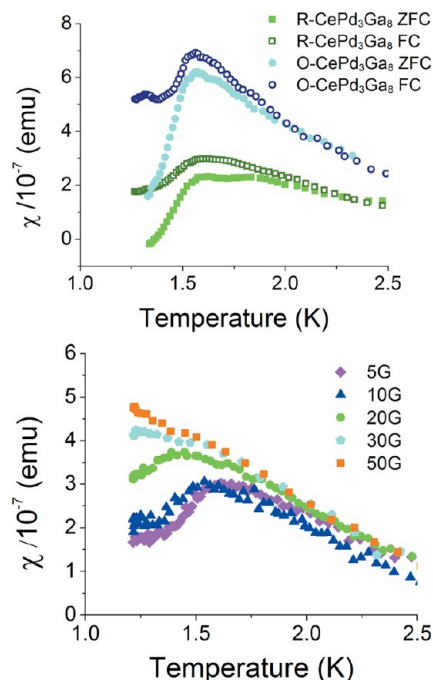 R-CePd₃Ga₈ ZFC
R-CePd₃Ga₈ FC
O-CePd₃Ga₈ ZFC
O-CePd₃Ga₈ FC
8
6
4
2
0
χ /10⁻⁷ (emu)
1.0 1.5 2.0 2.5
Temperature (K)
5G
10G
20G
30G
50G
6
5
4
3
2
1
0
χ /10⁻⁷ (emu)
1.0 1.5 2.0 2.5
Temperature (K)